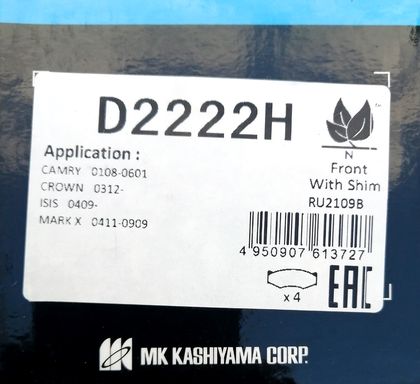 D2222H
Application :
CAMRY 0108-0601
CROWN 0312-
ISIS 0409-
MARK X 0411-0909
N
Front
With Shim
RU2109B
4 950907 613727
x 4
EAC
MK KASHIYAMA CORP.